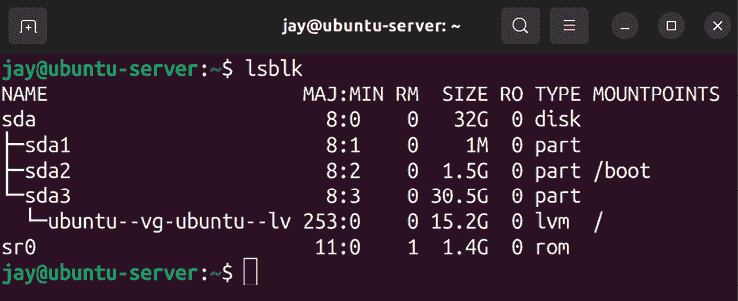 jay@ubuntu-server: ~
jay@ubuntu-server:~$ lsblk
NAME                      MAJ:MIN RM  SIZE RO TYPE MOUNTPOINTS
sda                         8:0    0   32G  0 disk
├─sda1                      8:1    0    1M  0 part
├─sda2                      8:2    0  1.5G  0 part /boot
└─sda3                      8:3    0 30.5G  0 part
  └─ubuntu--vg-ubuntu--lv 253:0    0 15.2G  0 lvm  /
sr0                        11:0    1  1.4G  0 rom
jay@ubuntu-server:~$